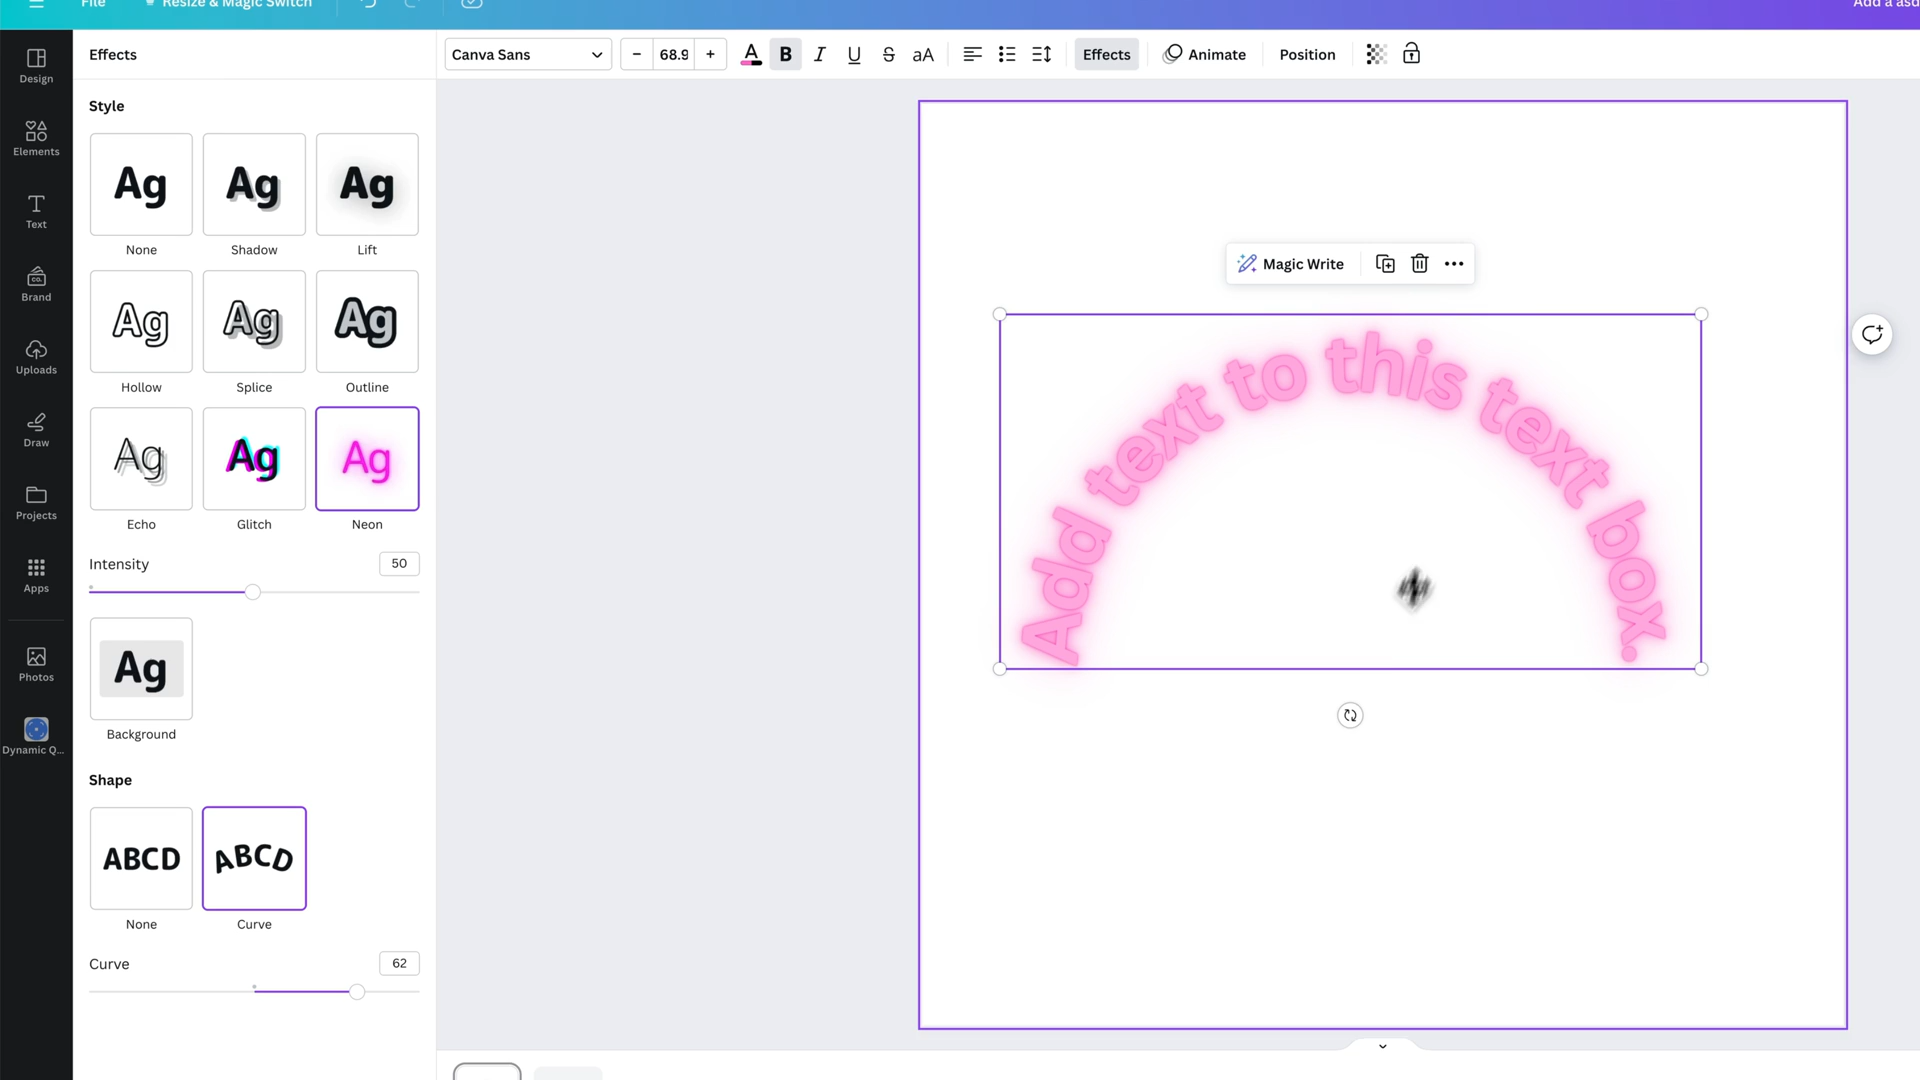 File
Resize & Magic Switch
Effects
Canva Sans
68.9
B
I
U
S
aA
Effects
Animate
Position
Design
Elements
Text
Brand
Uploads
Draw
Projects
Apps
Photos
Dynamic Q...
Style
Ag
Ag
Ag
None
Shadow
Lift
Ag
Ag
Ag
Hollow
Splice
Outline
Ag
Ag
Ag
Echo
Glitch
Neon
Intensity
50
Ag
Background
Shape
ABCD
ABCD
None
Curve
Curve
62
Magic Write
Add text to this text box.